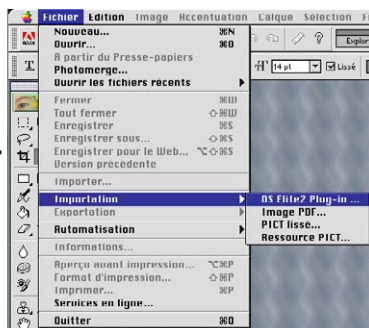 Fichier Edition Image Accentuation Calque Sélection
Nouveau... ⌘N
Ouvrir... ⌘O
A partir du Presse-papiers
Photomerge...
Ouvrir les fichiers récents
Fermer ⌘W
Tout fermer ⇧⌘W
Enregistrer ⌘S
Enregistrer sous... ⇧⌘S
Enregistrer pour le Web... ⌥⇧⌘S
Version précédente
Importer...
Importation
Exportation
Automatisation
Informations...
Aperçu avant impression... ⌥⌘P
Format d'impression... ⇧⌘P
Imprimer... ⌘P
Services en ligne...
Quitter ⌘Q
T
14 pt
Lissé
DS Flite2 Plug-in ...
Image PDF...
PICT lissé...
Ressource PICT...